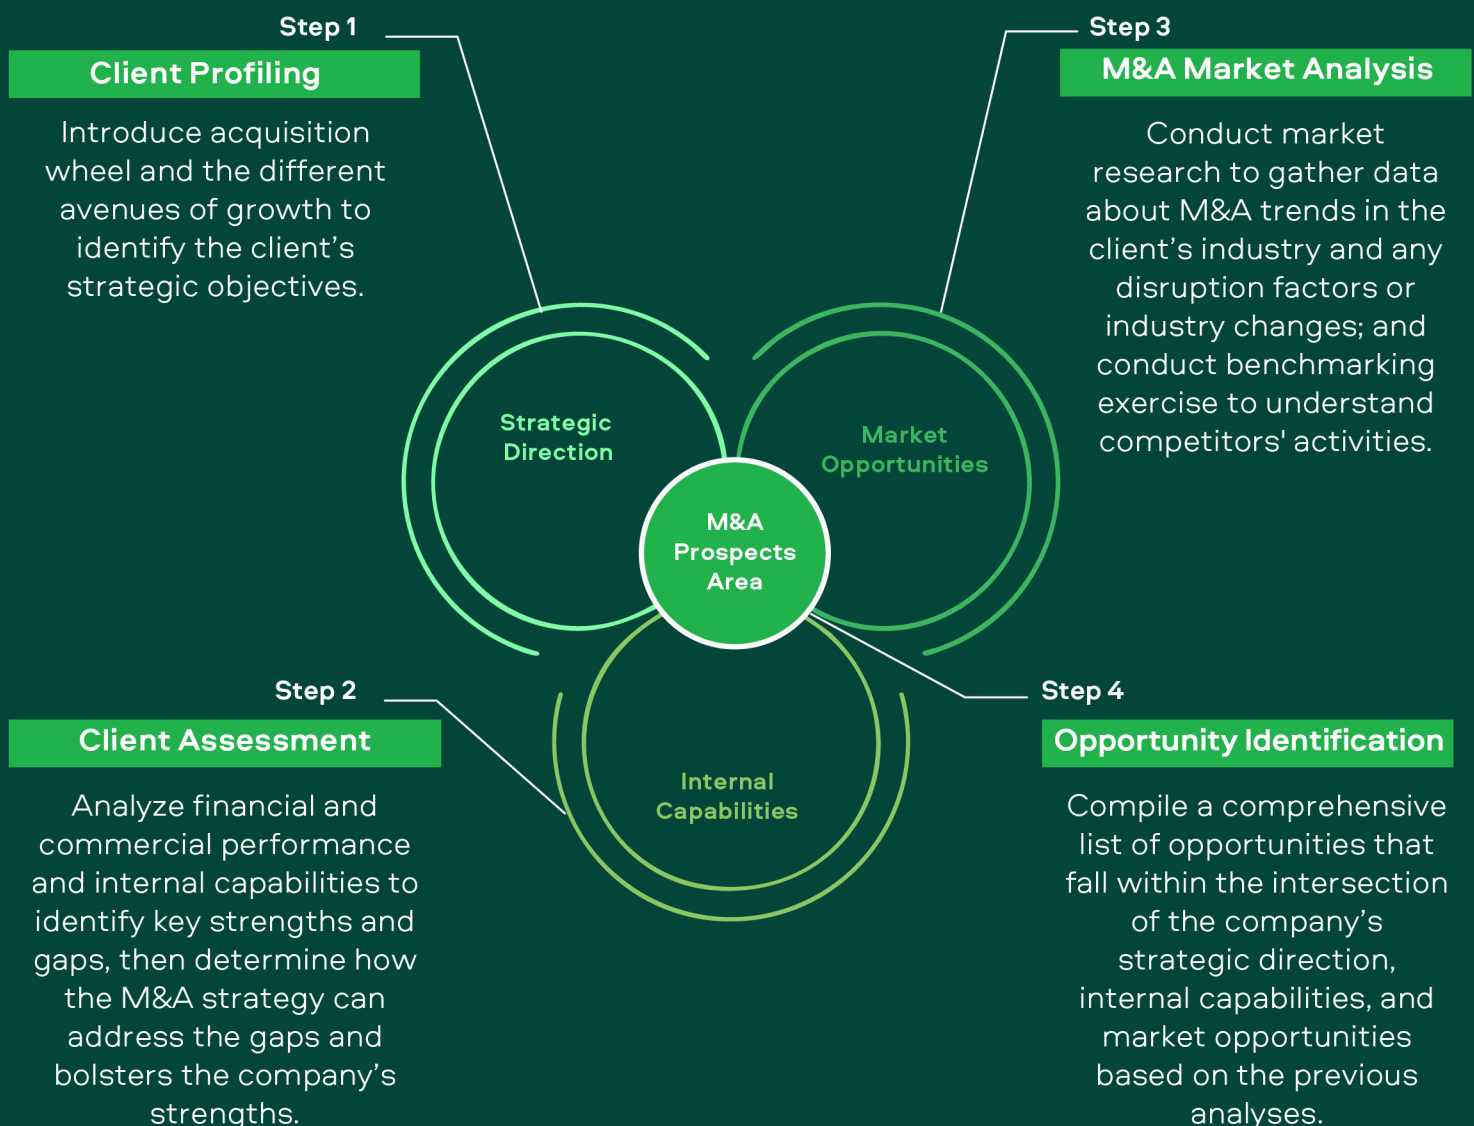 Step 1
Client Profiling
Introduce acquisition
wheel and the different
avenues of growth to
identify the client’s
strategic objectives.
Step 3
M&A Market Analysis
Conduct market
research to gather data
about M&A trends in the
client’s industry and any
disruption factors or
industry changes; and
conduct benchmarking
exercise to understand
competitors' activities.
Strategic
Direction
Market
Opportunities
M&A
Prospects
Area
Internal
Capabilities
Step 2
Client Assessment
Analyze financial and
commercial performance
and internal capabilities to
identify key strengths and
gaps, then determine how
the M&A strategy can
address the gaps and
bolsters the company’s
strengths.
Step 4
Opportunity Identification
Compile a comprehensive
list of opportunities that
fall within the intersection
of the company’s
strategic direction,
internal capabilities, and
market opportunities
based on the previous
analyses.